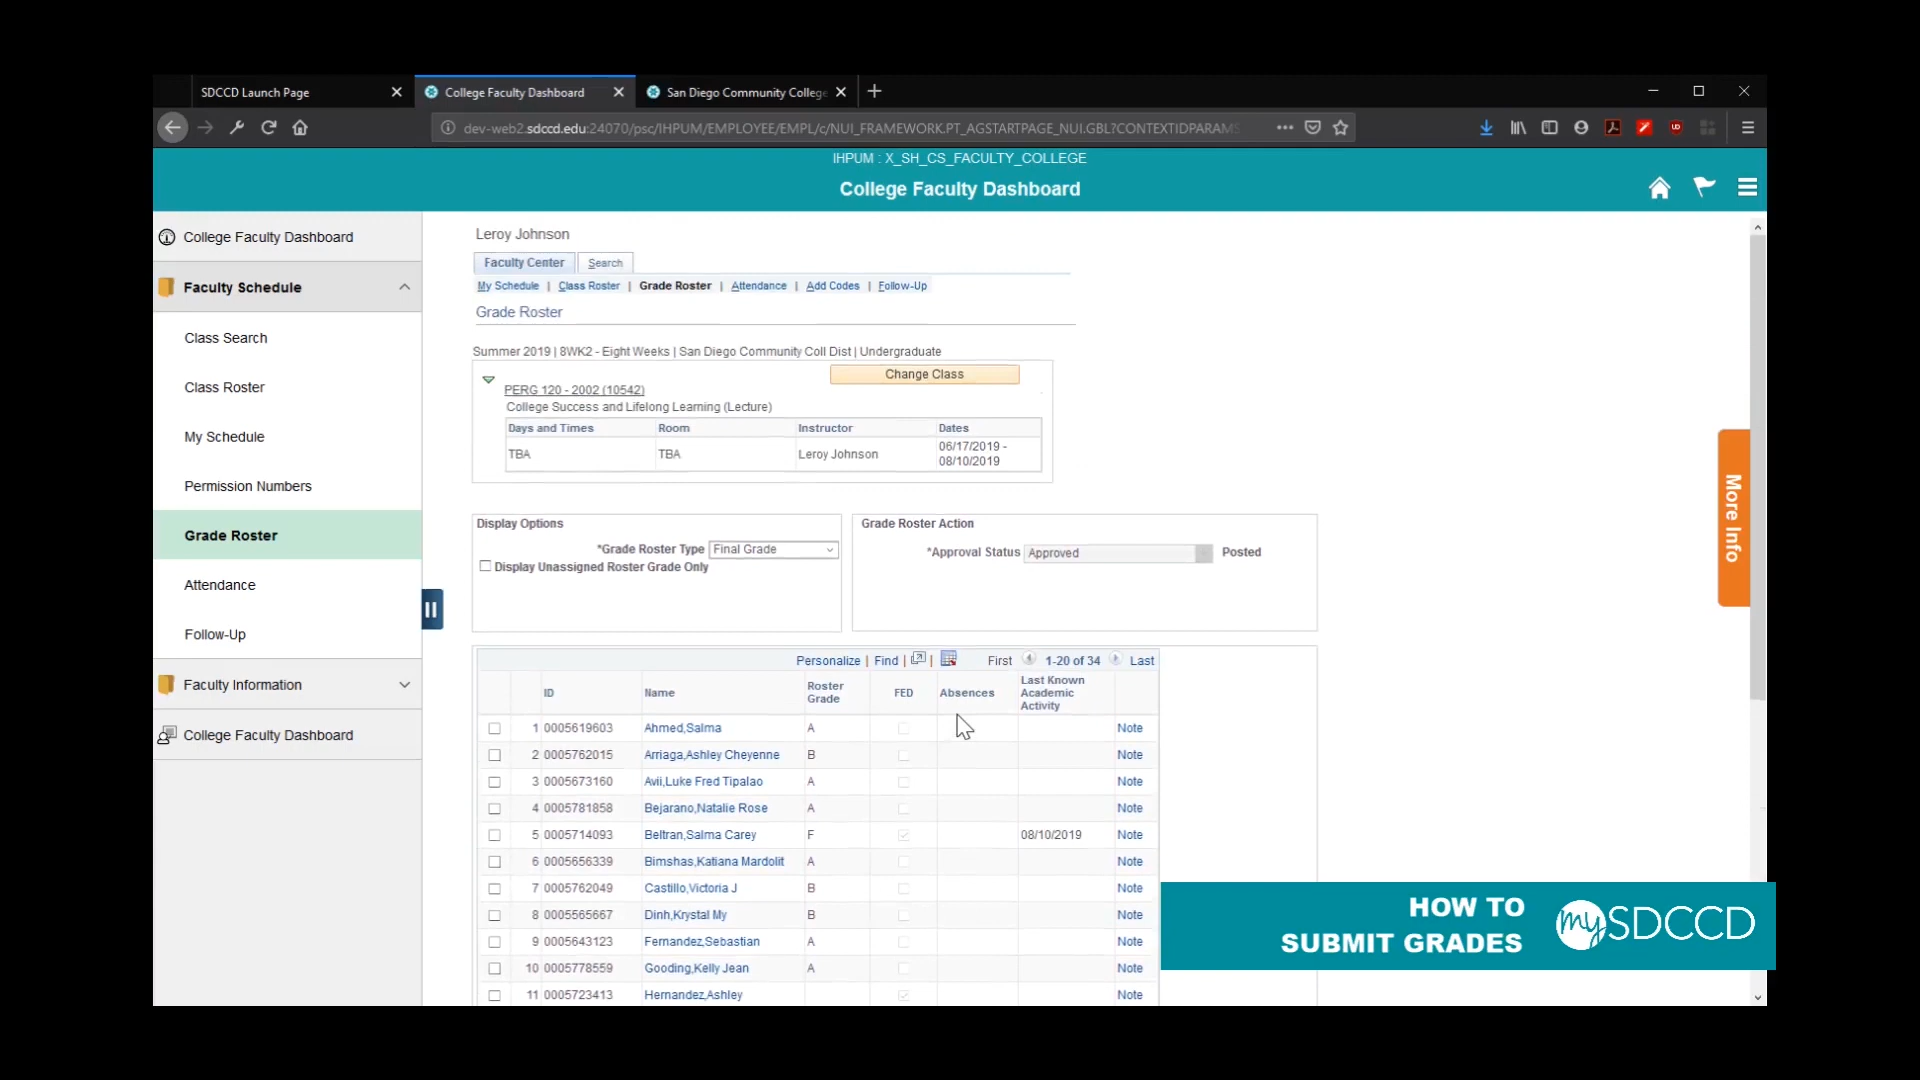 SDCCD Launch Page
College Faculty Dashboard
San Diego Community College
dev-web2.sdccd.edu:24070/psc/IHPUM/EMPLOYEE/EMPL/c/NUI_FRAMEWORK.PT_AGSTARTPAGE_NUI.GBL?CONTEXTIDPARAMS
IHPUM : X_SH_CS_FACULTY_COLLEGE
College Faculty Dashboard
College Faculty Dashboard
Faculty Schedule
Class Search
Class Roster
My Schedule
Permission Numbers
Grade Roster
Attendance
Follow-Up
Faculty Information
College Faculty Dashboard
Leroy Johnson
Faculty Center Search
My Schedule | Class Roster | Grade Roster | Attendance | Add Codes | Follow-Up
Grade Roster
Summer 2019 | 8WK2 - Eight Weeks | San Diego Community Coll Dist | Undergraduate
Change Class
PERG 120 - 2002 (10542)
College Success and Lifelong Learning (Lecture)
Days and Times Room Instructor Dates
TBA TBA Leroy Johnson 06/17/2019 -
08/10/2019
Display Options
*Grade Roster Type Final Grade
Display Unassigned Roster Grade Only
Grade Roster Action
*Approval Status Approved Posted
More Info
Personalize | Find | | First 1-20 of 34 Last
ID Name Roster Grade FED Absences Last Known Academic Activity
1 0005619603 Ahmed,Salma A Note
2 0005762015 Arriaga,Ashley Cheyenne B Note
3 0005673160 Avii,Luke Fred Tipalao A Note
4 0005781858 Bejarano,Natalie Rose A Note
5 0005714093 Beltran,Salma Carey F 08/10/2019 Note
6 0005656339 Bimshas,Katiana Mardolit A Note
7 0005762049 Castillo,Victoria J B Note
8 0005565667 Dinh,Krystal My B Note
9 0005643123 Fernandez,Sebastian A Note
10 0005778559 Gooding,Kelly Jean A Note
11 0005723413 Hernandez,Ashley Note
HOW TO
SUBMIT GRADES
mySDCCD